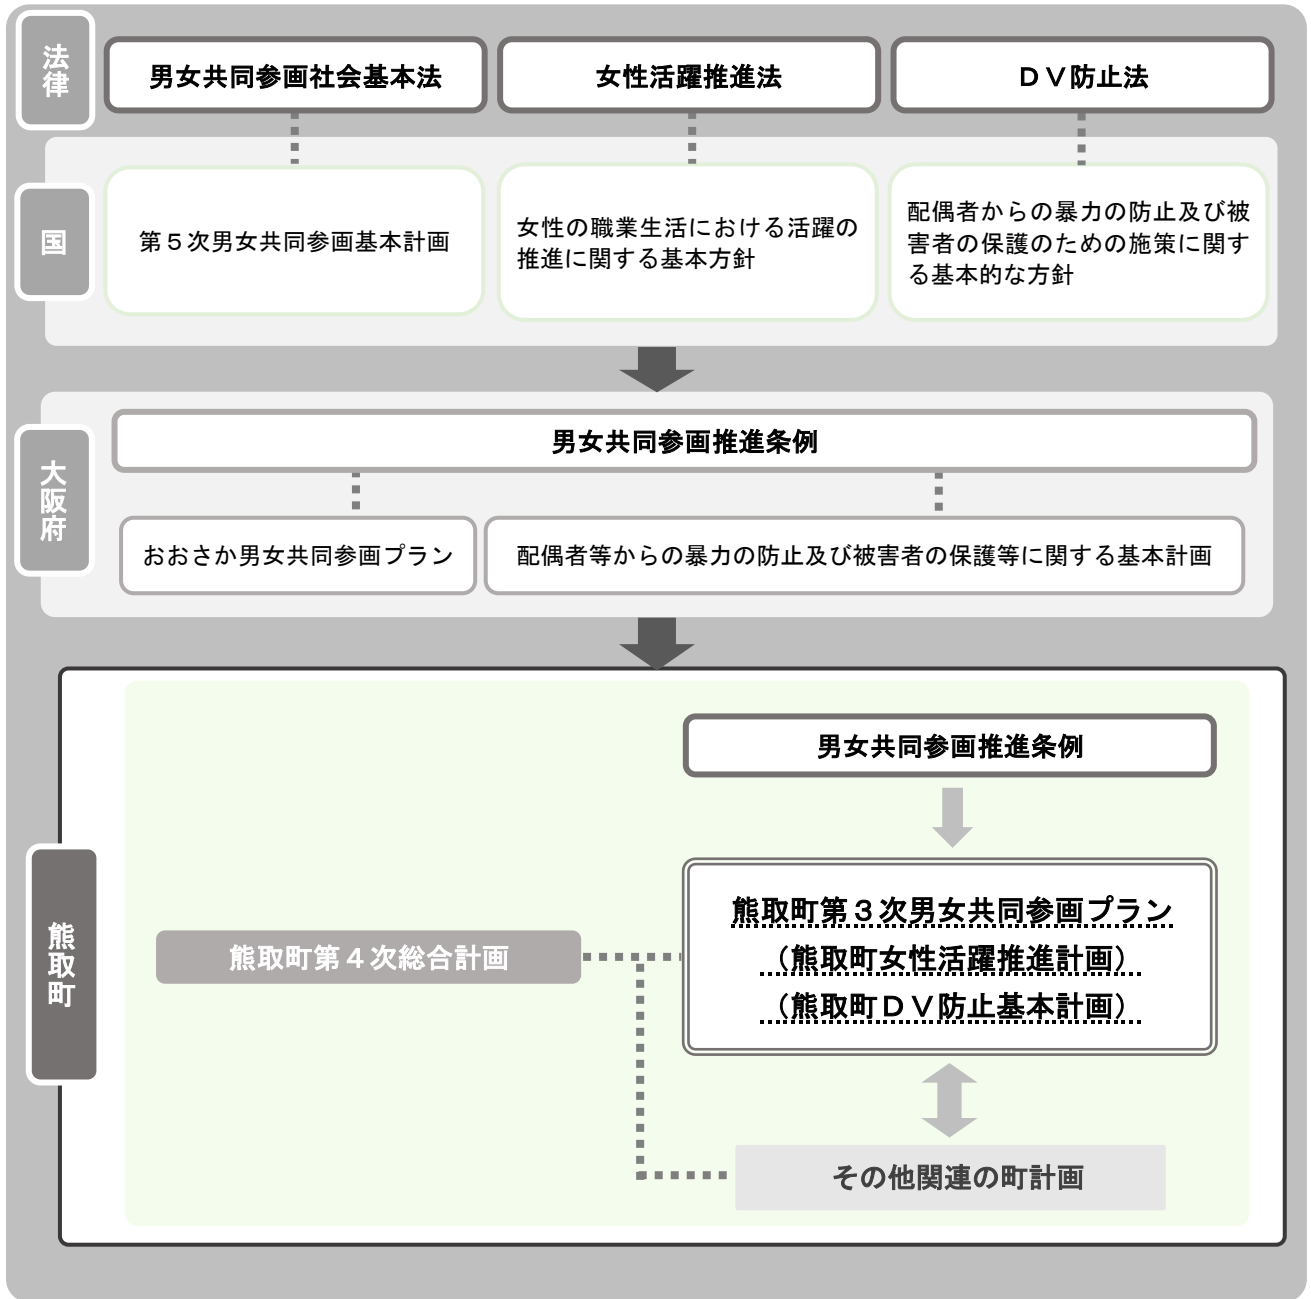 法律
男女共同参画社会基本法
女性活躍推進法
ＤＶ防止法
国
第５次男女共同参画基本計画
女性の職業生活における活躍の
推進に関する基本方針
配偶者からの暴力の防止及び被
害者の保護のための施策に関す
る基本的な方針
大阪府
男女共同参画推進条例
おおさか男女共同参画プラン
配偶者等からの暴力の防止及び被害者の保護等に関する基本計画
熊取町
男女共同参画推進条例
熊取町第４次総合計画
熊取町第３次男女共同参画プラン
（熊取町女性活躍推進計画）
（熊取町ＤＶ防止基本計画）
その他関連の町計画